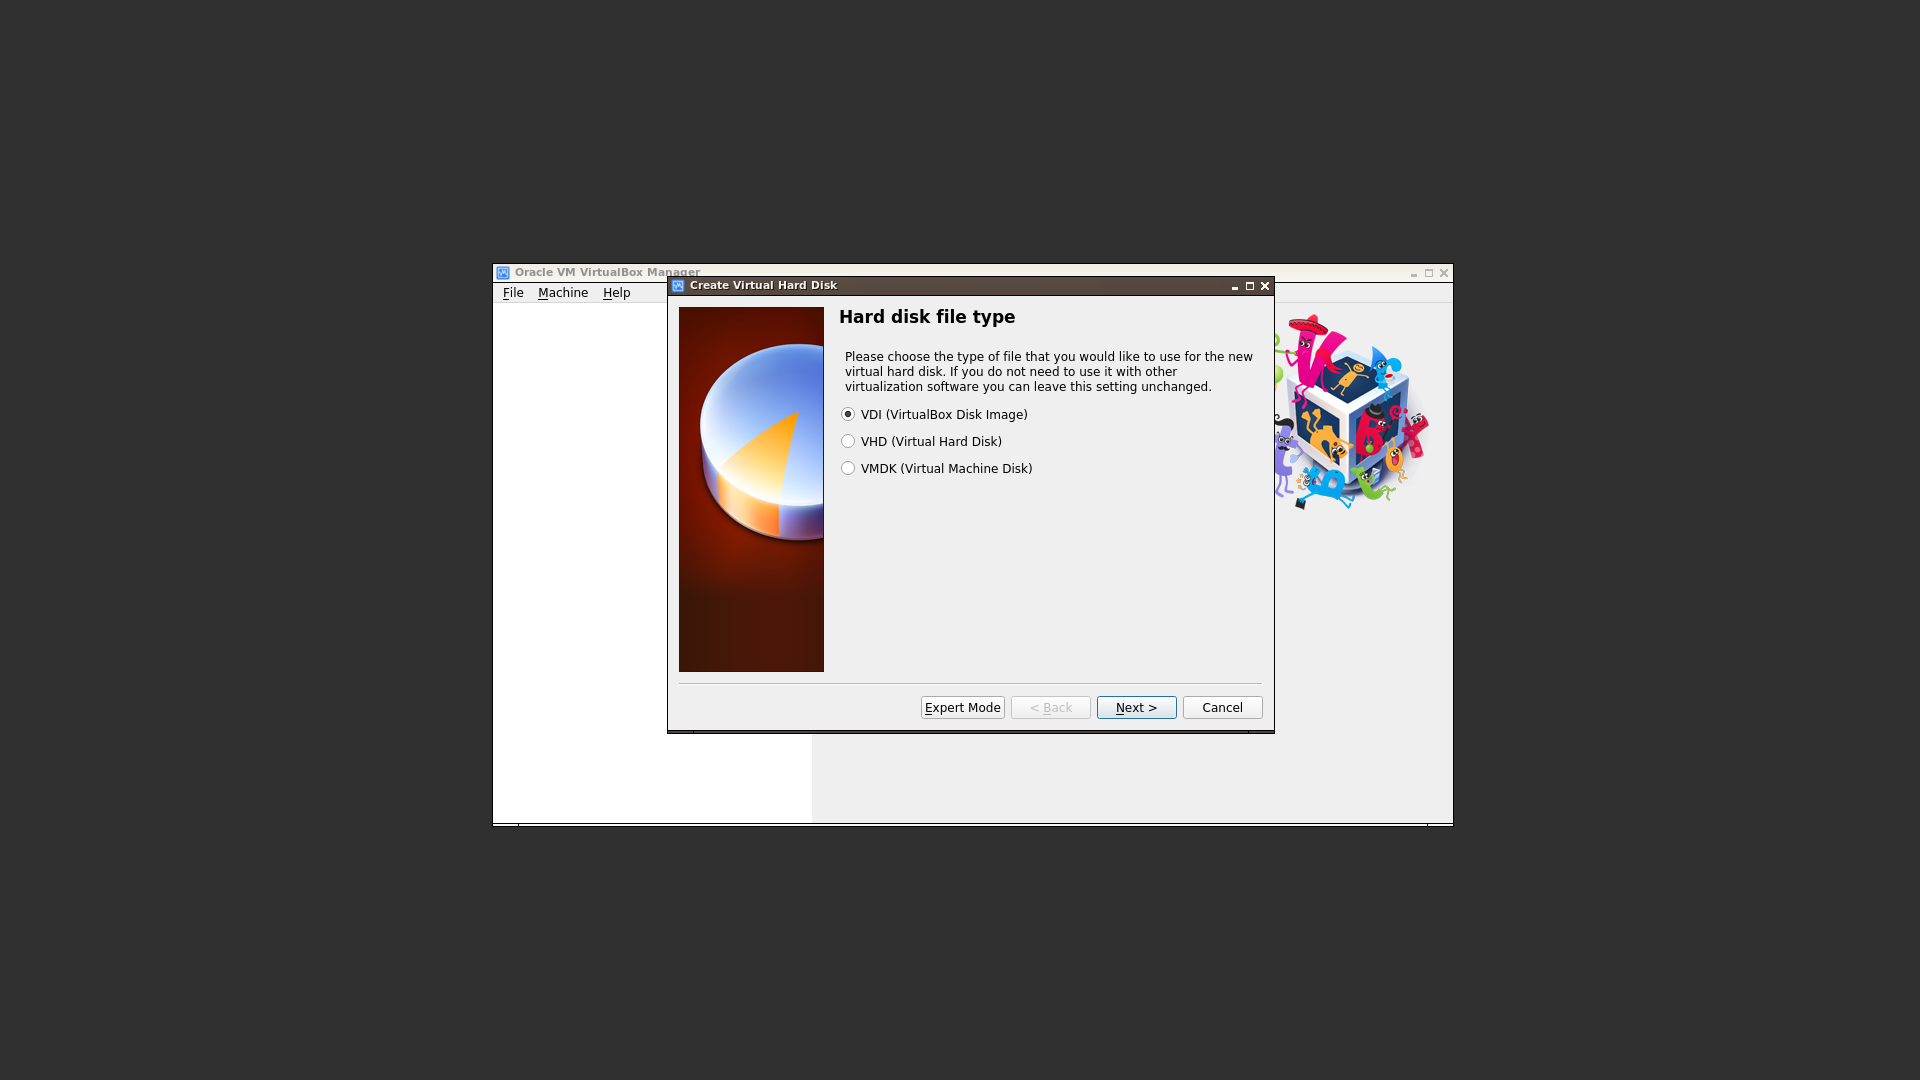 Oracle VM VirtualBox Manager
Create Virtual Hard Disk
File Machine Help
Hard disk file type
Please choose the type of file that you would like to use for the new
virtual hard disk. If you do not need to use it with other
virtualization software you can leave this setting unchanged.
VDI (VirtualBox Disk Image)
VHD (Virtual Hard Disk)
VMDK (Virtual Machine Disk)
Expert Mode < Back Next > Cancel